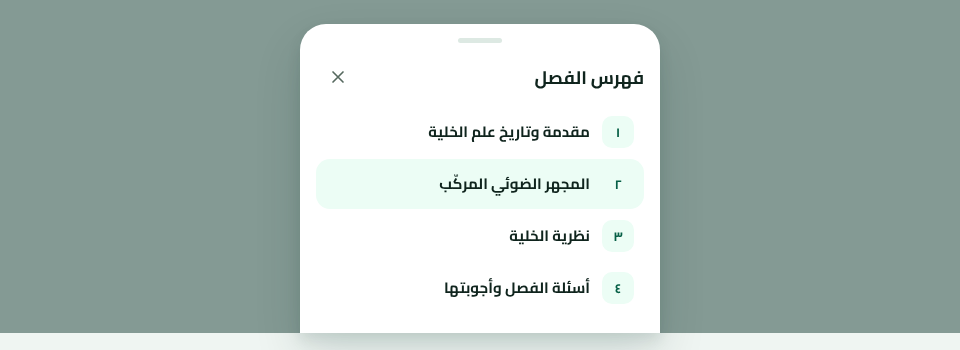 فهرس الفصل
١ مقدمة وتاريخ علم الخلية
٢ المجهر الضوئي المركّب
٣ نظرية الخلية
٤ أسئلة الفصل وأجوبتها